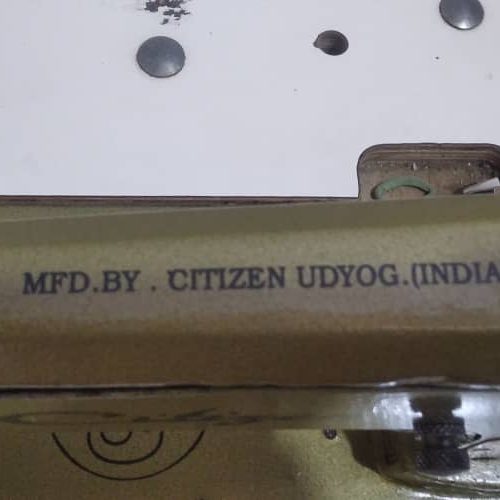 MFD.BY . CITIZEN UDYOG.(INDIA